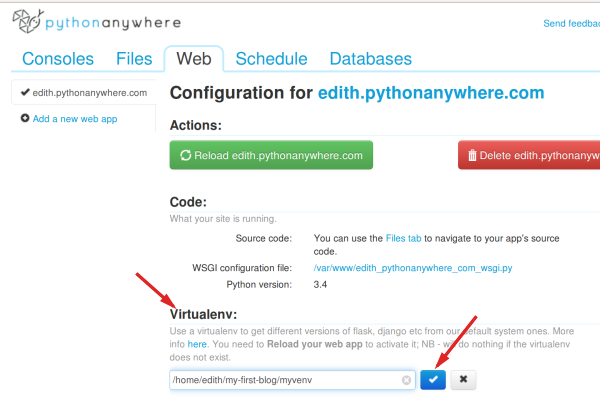 pythonanywhere
Send feedba
Consoles Files Web Schedule Databases
edith.pythonanywhere.com
Add a new web app
Configuration for edith.pythonanywhere.com
Actions:
Reload edith.pythonanywhere.com
Delete edith.pythonanyw
Code:
What your site is running.
Source code: You can use the Files tab to navigate to your app's source
code.
WSGI configuration file: /var/www/edith_pythonanywhere_com_wsgi.py
Python version: 3.4
Virtualenv:
Use a virtualenv to get different versions of flask, django etc from our default system ones. More
info here. You need to Reload your web app to activate it; NB - will do nothing if the virtualenv
does not exist.
/home/edith/my-first-blog/myvenv